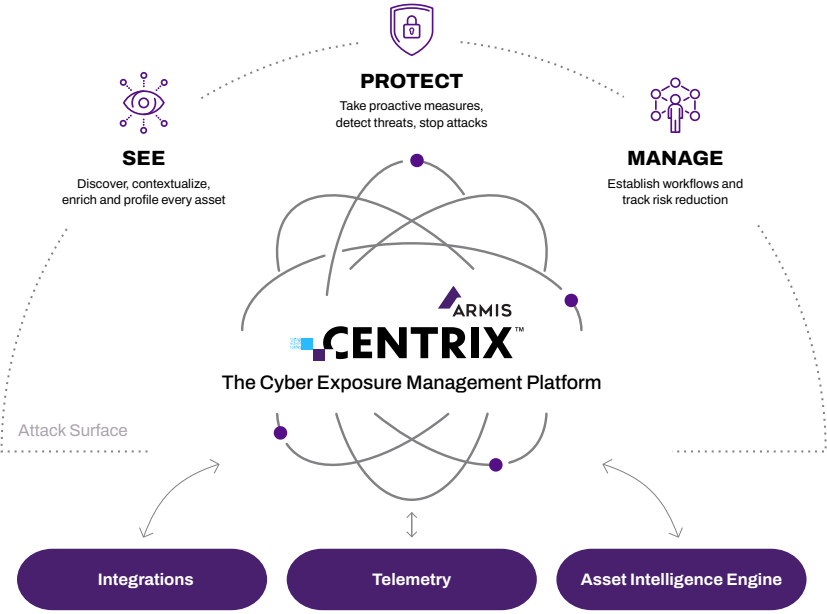 PROTECT
Take proactive measures,
detect threats, stop attacks
SEE
Discover, contextualize,
enrich and profile every asset
MANAGE
Establish workflows and
track risk reduction
ARMIS
CENTRIX™
The Cyber Exposure Management Platform
Attack Surface
Integrations
Telemetry
Asset Intelligence Engine